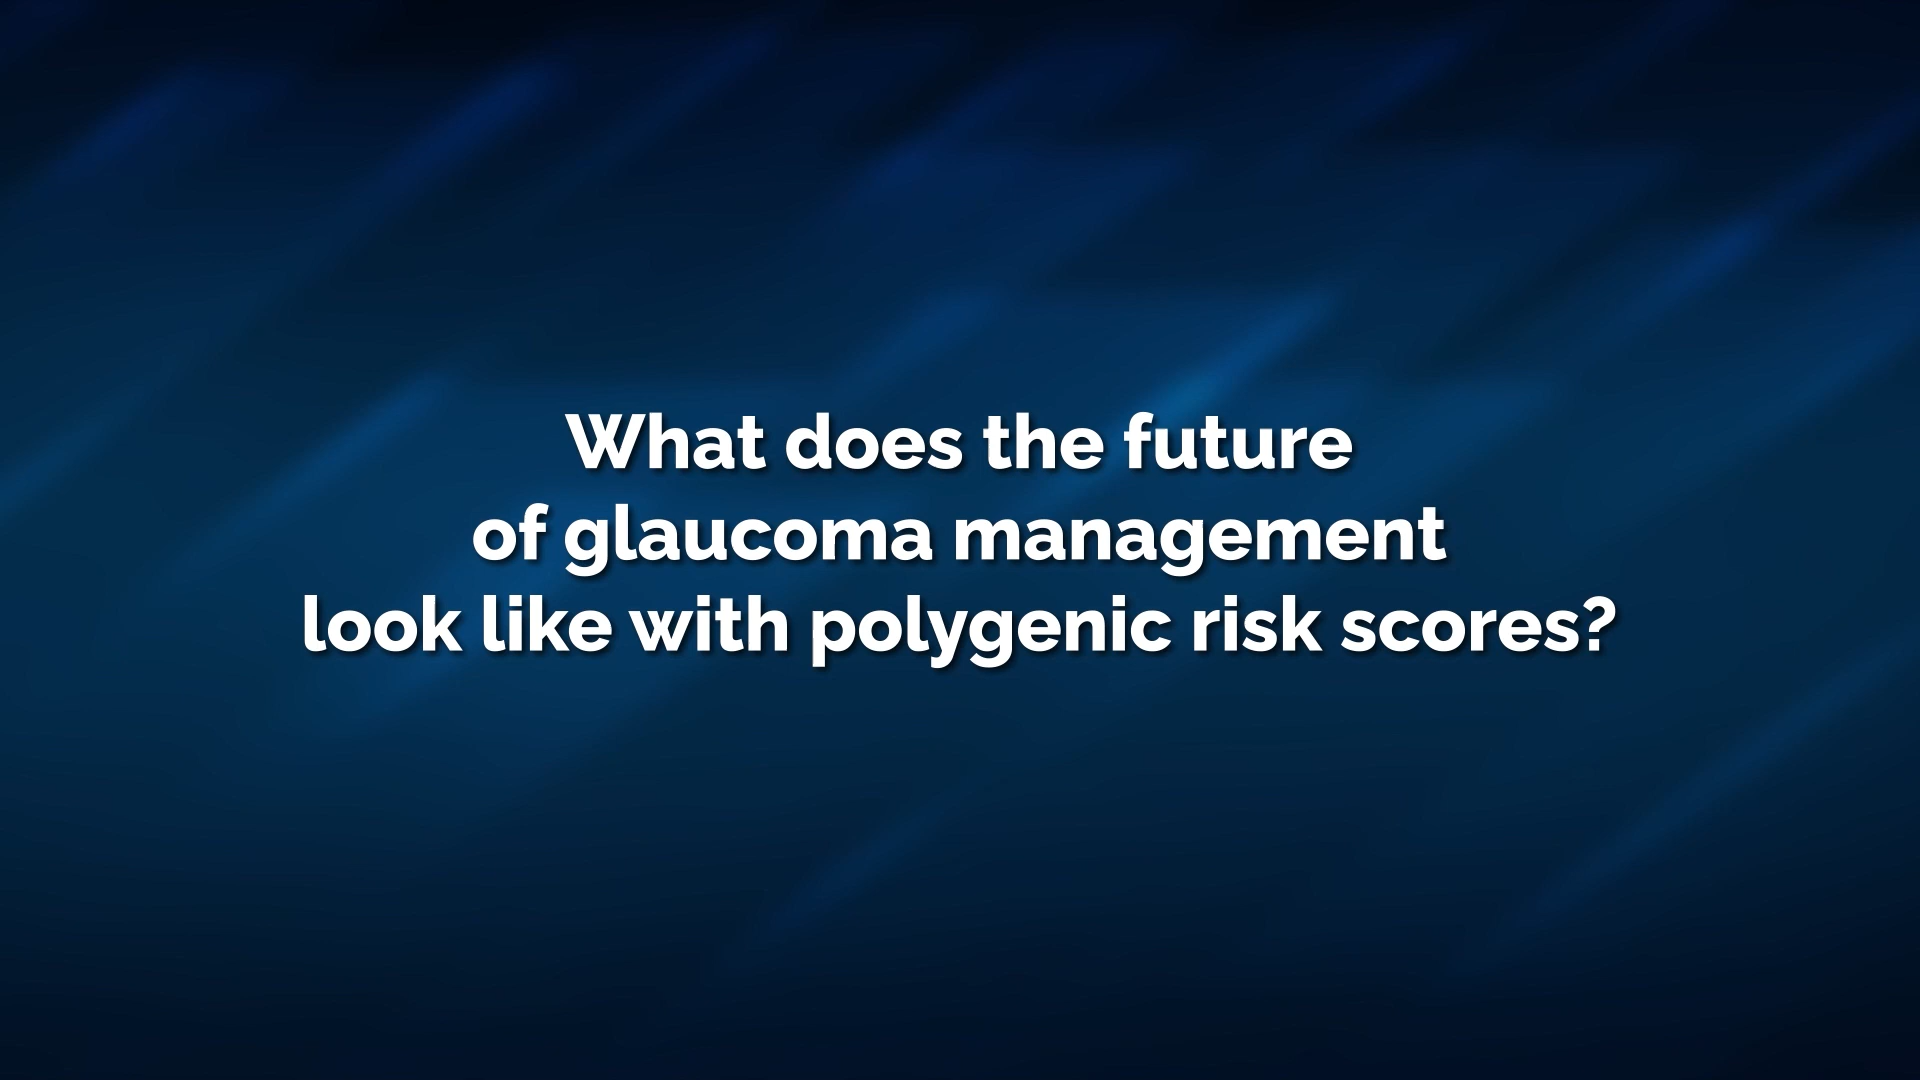 What does the future
of glaucoma management
look like with polygenic risk scores?